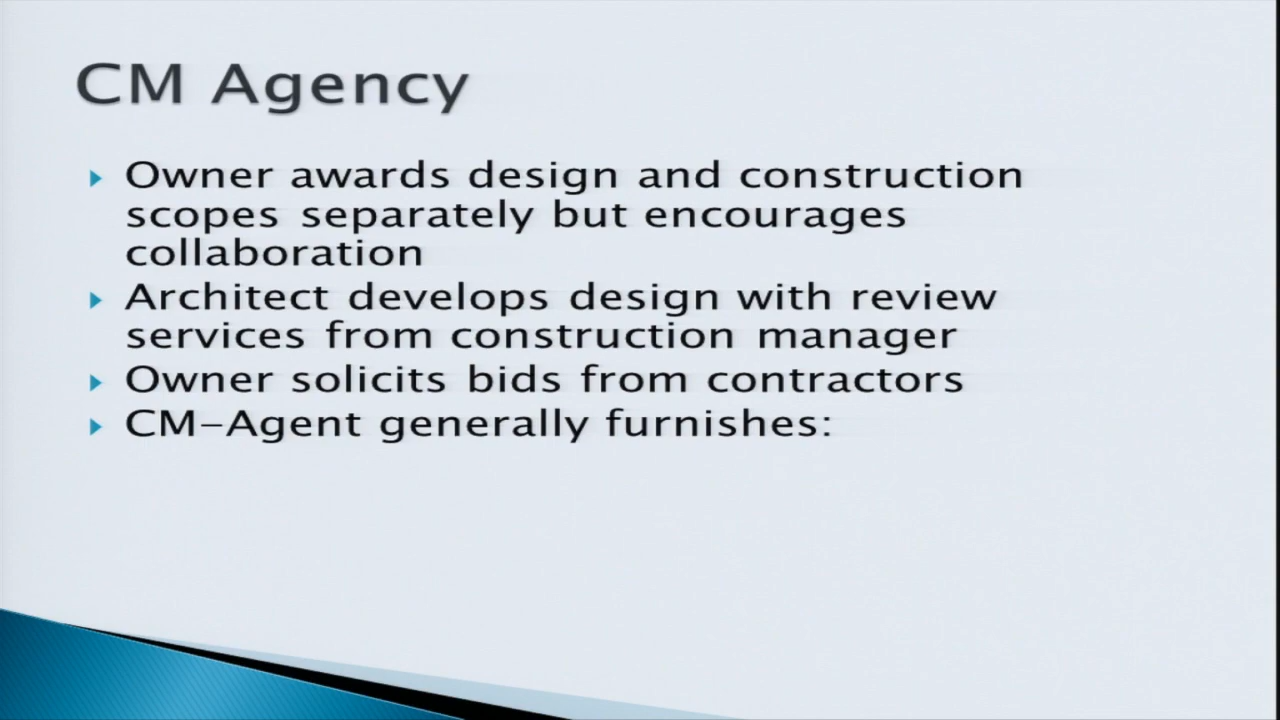 CM Agency
Owner awards design and construction
scopes separately but encourages
collaboration
Architect develops design with review
services from construction manager
Owner solicits bids from contractors
CM-Agent generally furnishes: